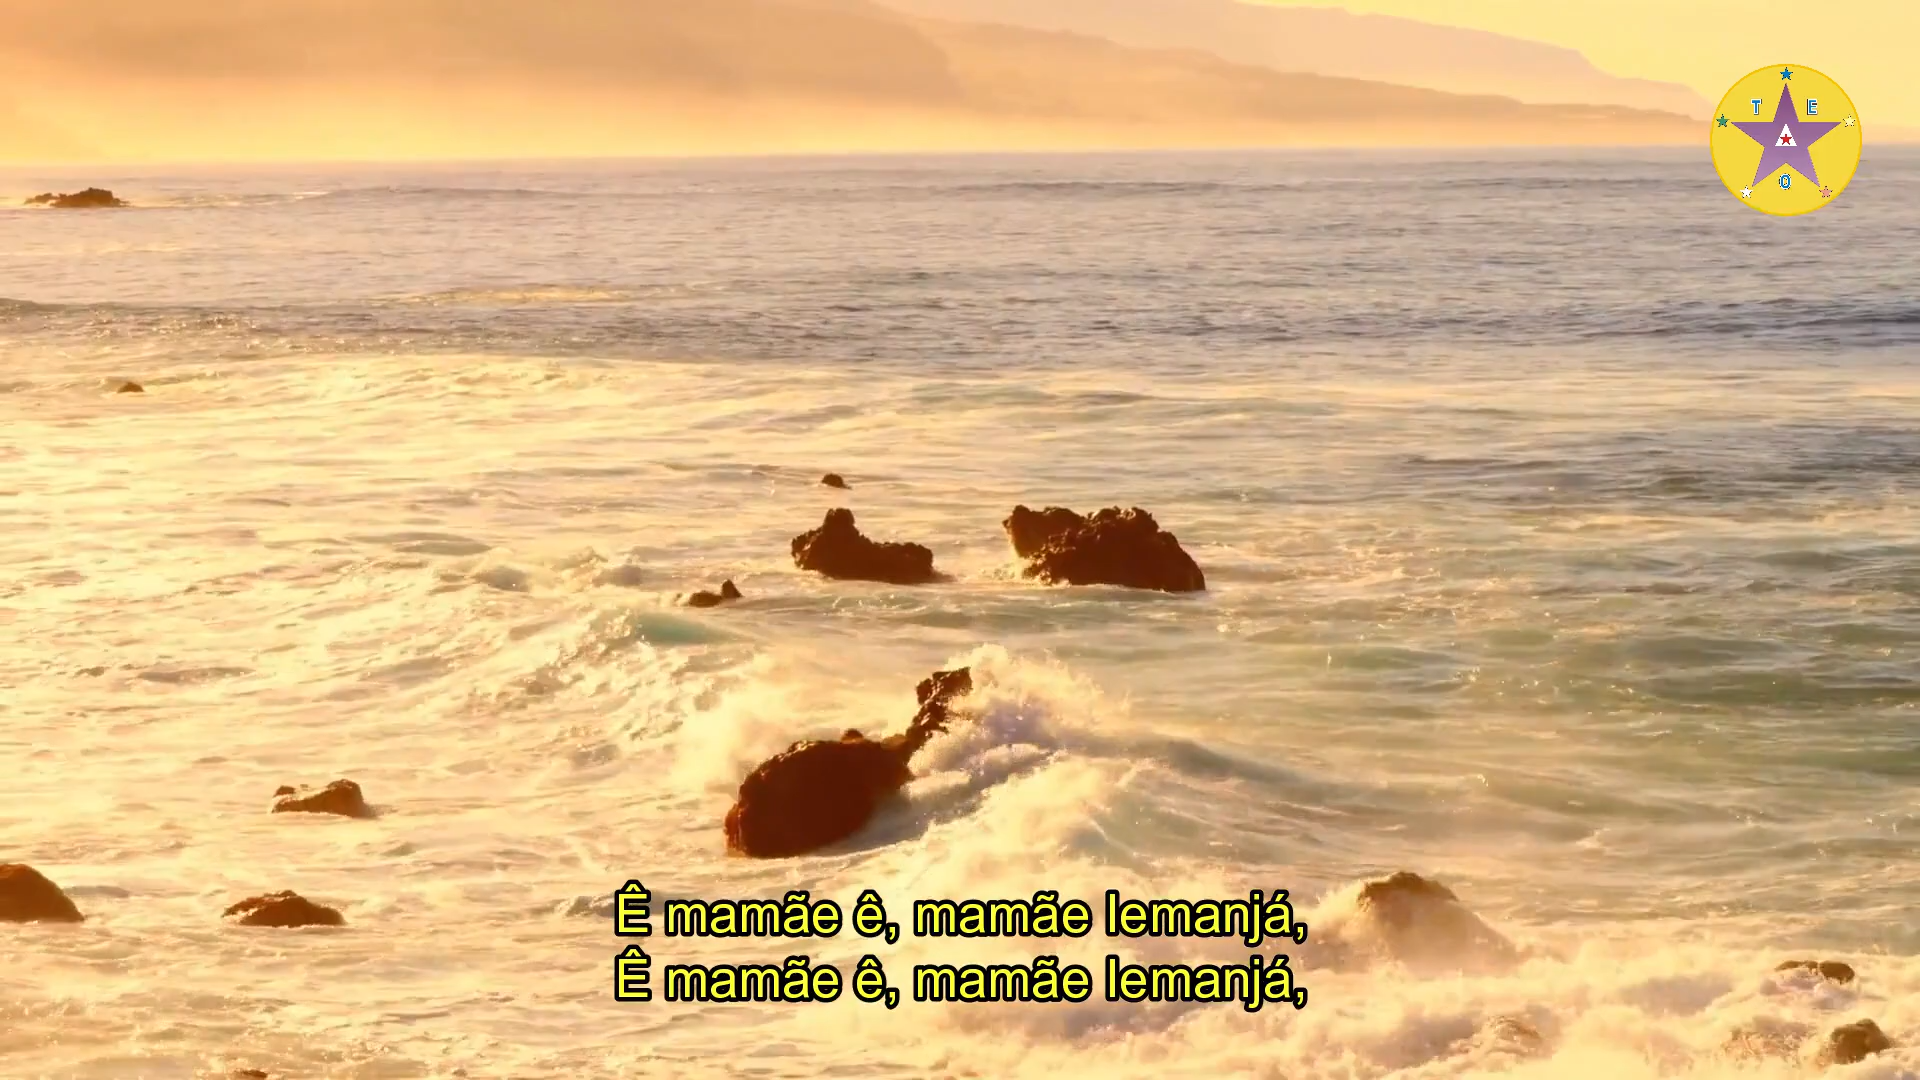 T E
A
O
Ê mamãe ê, mamãe Iemanjá,
Ê mamãe ê, mamãe Iemanjá,